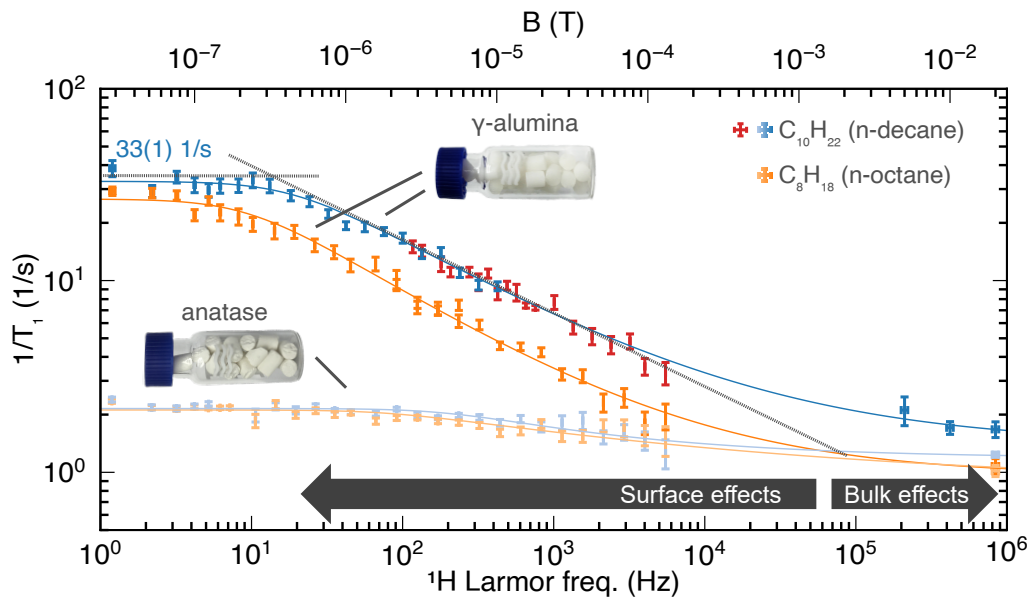 B (T)
10⁻⁷ 10⁻⁶ 10⁻⁵ 10⁻⁴ 10⁻³ 10⁻²
10²
10¹
10⁰
1/T₁ (1/s)
33(1) 1/s
γ-alumina
C₁₀H₂₂ (n-decane)
C₈H₁₈ (n-octane)
anatase
Surface effects
Bulk effects
10⁰ 10¹ 10² 10³ 10⁴ 10⁵ 10⁶
¹H Larmor freq. (Hz)